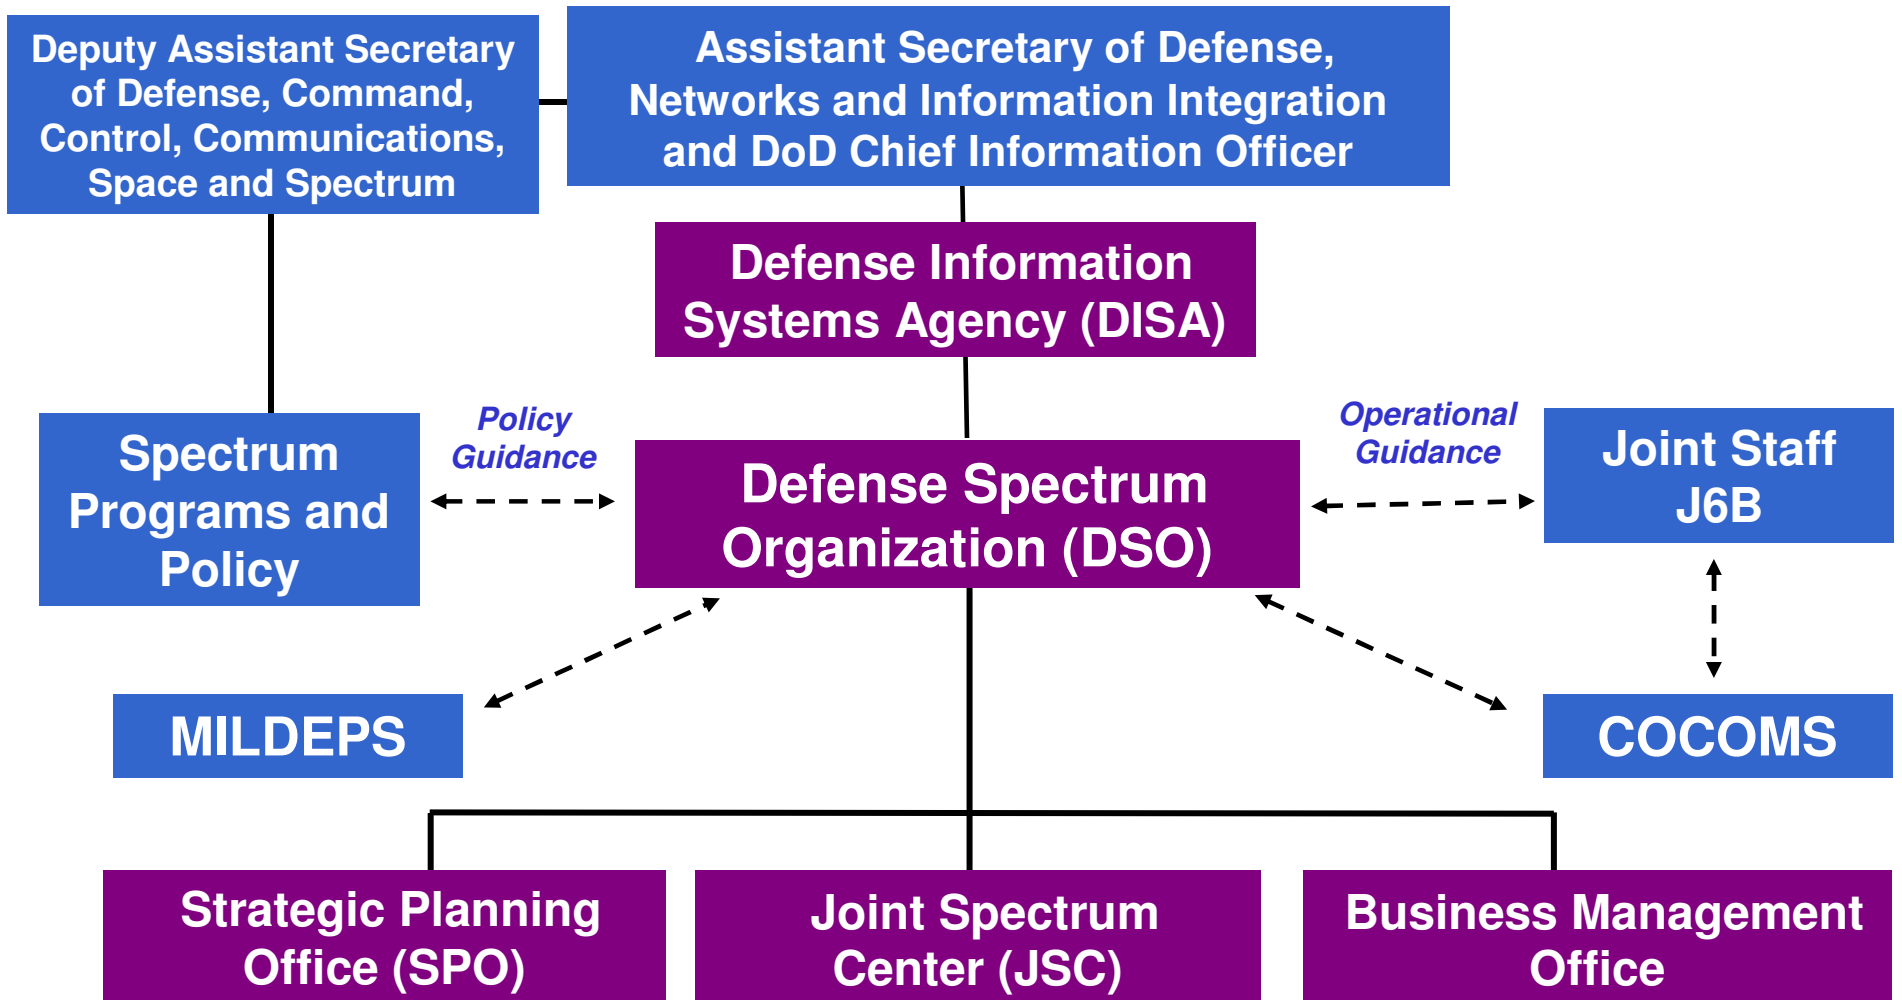 Deputy Assistant Secretary
of Defense, Command,
Control, Communications,
Space and Spectrum
Assistant Secretary of Defense,
Networks and Information Integration
and DoD Chief Information Officer
Defense Information
Systems Agency (DISA)
Spectrum
Programs and
Policy
Policy
Guidance
Defense Spectrum
Organization (DSO)
Operational
Guidance
Joint Staff
J6B
MILDEPS
COCOMS
Strategic Planning
Office (SPO)
Joint Spectrum
Center (JSC)
Business Management
Office